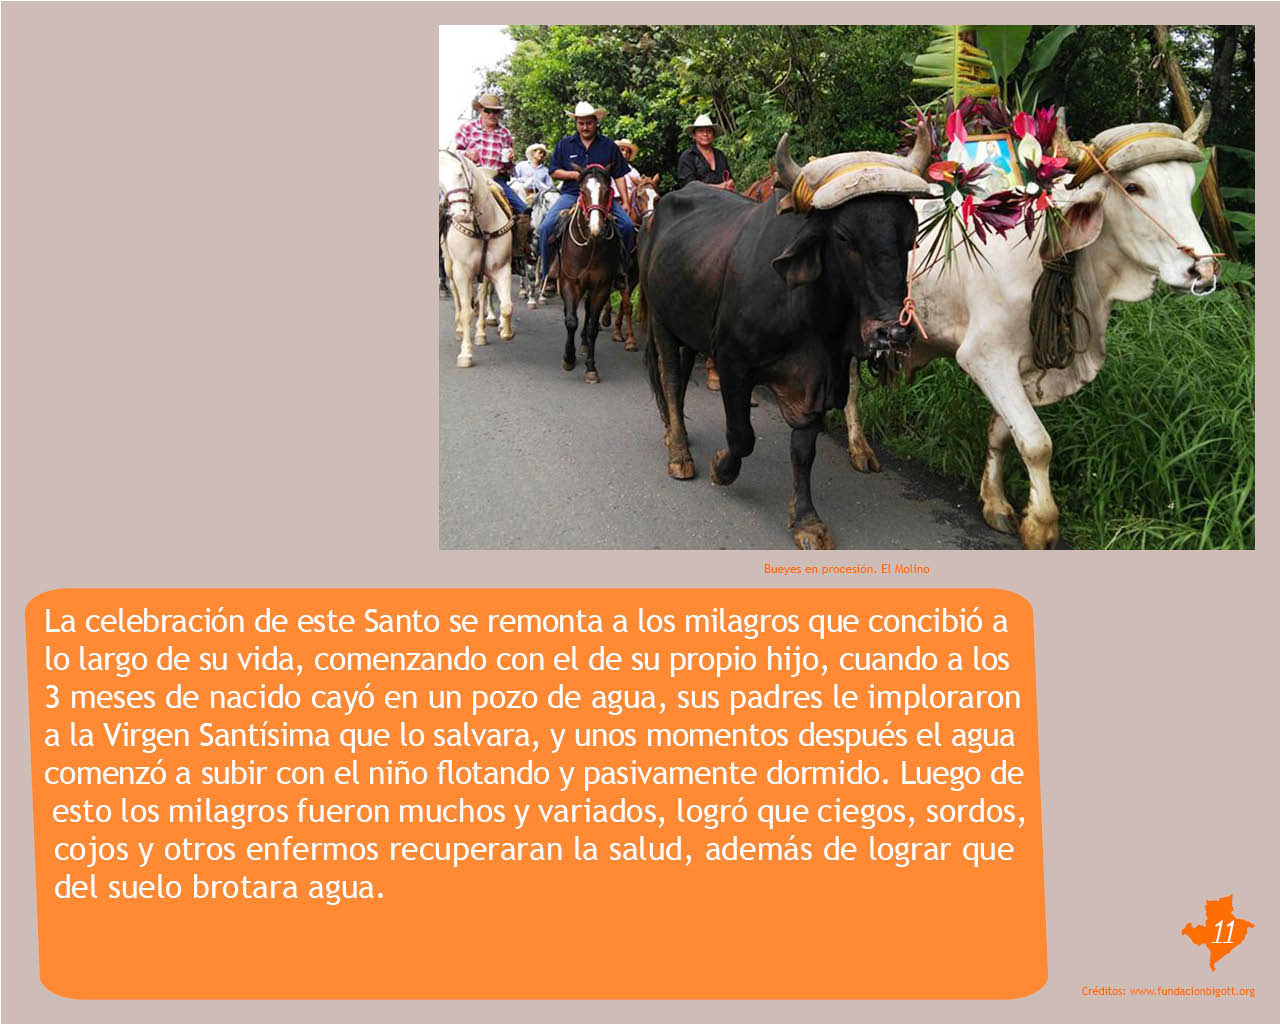 Bueyes en procesión. El Molino
La celebración de este Santo se remonta a los milagros que concibió a
lo largo de su vida, comenzando con el de su propio hijo, cuando a los
3 meses de nacido cayó en un pozo de agua, sus padres le imploraron
a la Virgen Santísima que lo salvara, y unos momentos después el agua
comenzó a subir con el niño flotando y pasivamente dormido. Luego de
esto los milagros fueron muchos y variados, logró que ciegos, sordos,
cojos y otros enfermos recuperaran la salud, además de lograr que
del suelo brotara agua.
11
Créditos: www.fundacionbigott.org